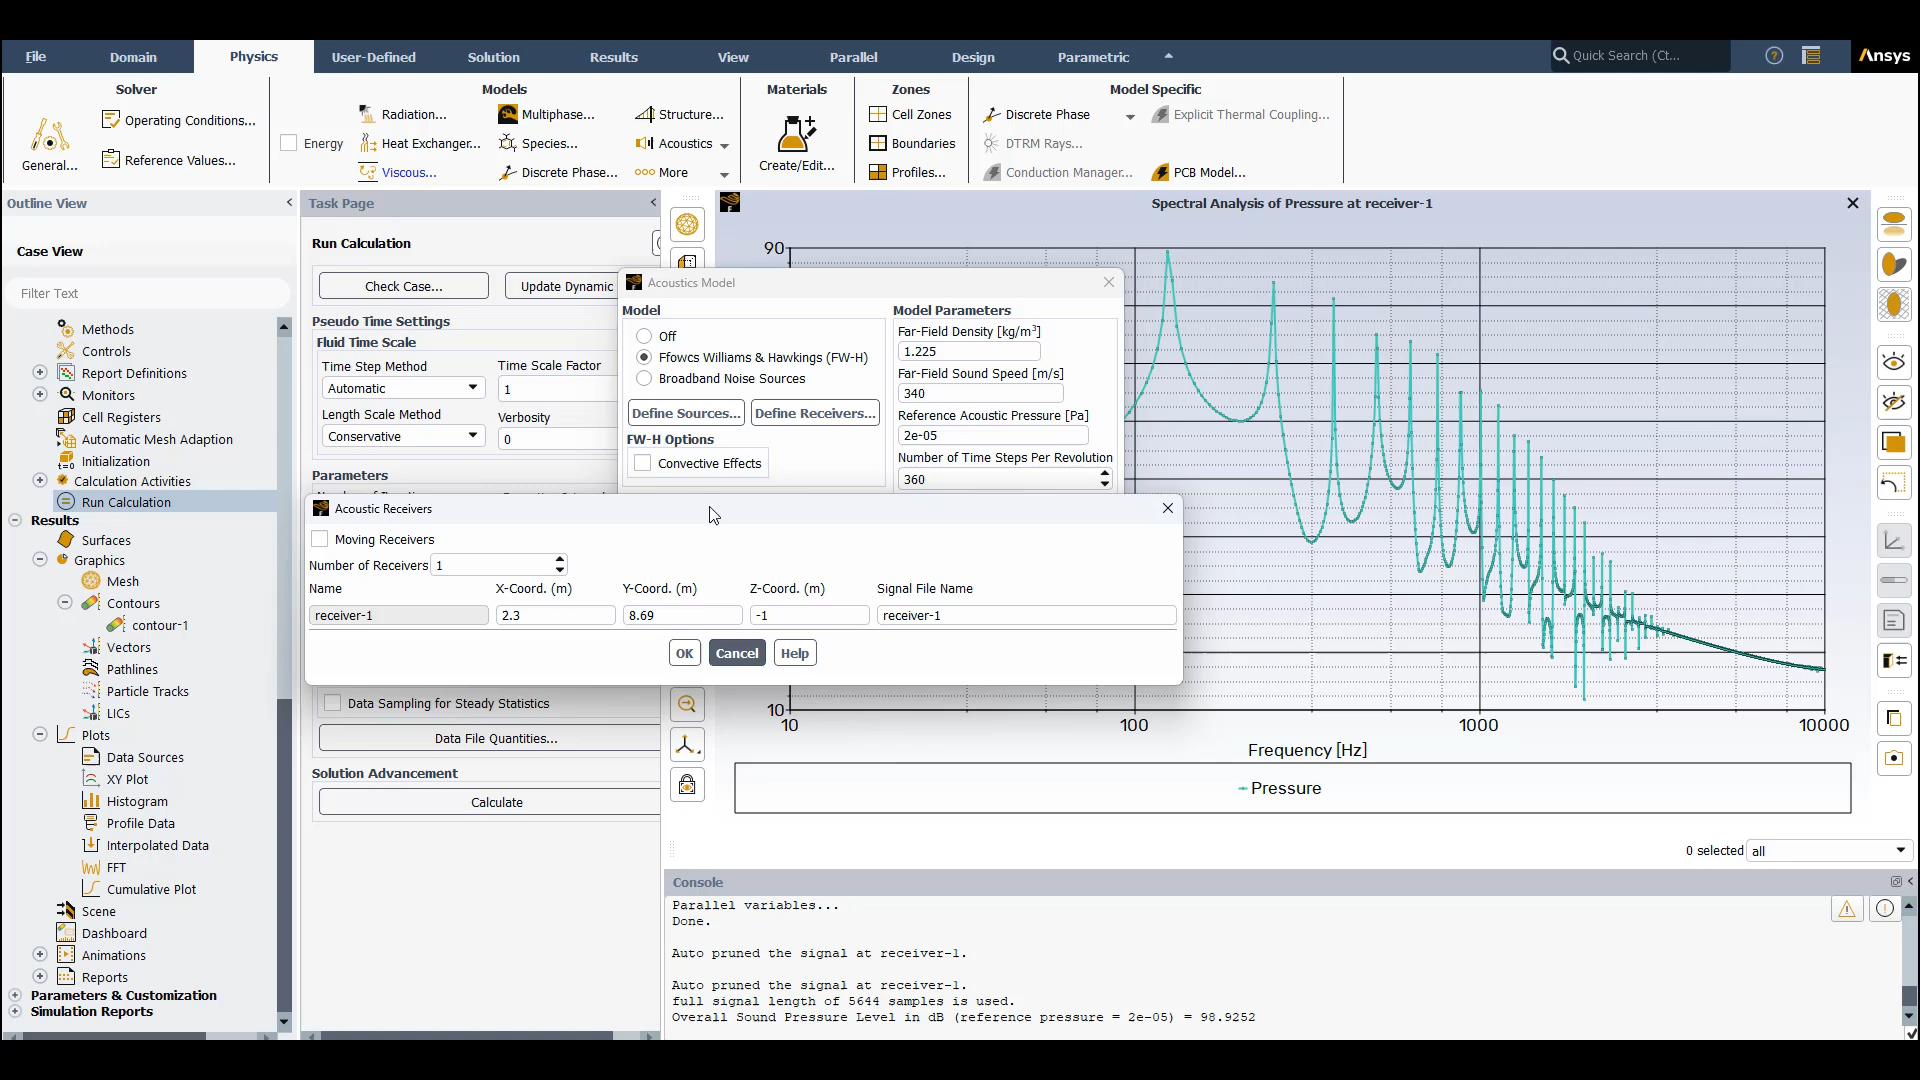 File
Domain
Physics
User-Defined
Solution
Results
View
Parallel
Design
Parametric
Quick Search (Ct...
Ansys
Solver
Models
Materials
Zones
Model Specific
General...
Operating Conditions...
Reference Values...
Energy
Radiation...
Heat Exchanger...
Viscous...
Multiphase...
Species...
Discrete Phase...
Structure...
Acoustics
More
Create/Edit...
Cell Zones
Boundaries
Profiles...
Discrete Phase
DTRM Rays...
Conduction Manager...
Explicit Thermal Coupling...
PCB Model...
Outline View
Case View
Filter Text
Methods
Controls
Report Definitions
Monitors
Cell Registers
Automatic Mesh Adaption
Initialization
Calculation Activities
Run Calculation
Results
Surfaces
Graphics
Mesh
Contours
contour-1
Vectors
Pathlines
Particle Tracks
LICs
Plots
Data Sources
XY Plot
Histogram
Profile Data
Interpolated Data
FFT
Cumulative Plot
Scene
Dashboard
Animations
Reports
Parameters & Customization
Simulation Reports
Task Page
Run Calculation
Check Case...
Update Dynamic
Pseudo Time Settings
Fluid Time Scale
Time Step Method
Time Scale Factor
Automatic
1
Length Scale Method
Verbosity
Conservative
0
Parameters
Data Sampling for Steady Statistics
Data File Quantities...
Solution Advancement
Calculate
Acoustics Model
Model
Off
Ffowcs Williams & Hawkings (FW-H)
Broadband Noise Sources
Define Sources...
Define Receivers...
FW-H Options
Convective Effects
Model Parameters
Far-Field Density [kg/m³]
1.225
Far-Field Sound Speed [m/s]
340
Reference Acoustic Pressure [Pa]
2e-05
Number of Time Steps Per Revolution
360
Acoustic Receivers
Moving Receivers
Number of Receivers 1
Name X-Coord. (m) Y-Coord. (m) Z-Coord. (m) Signal File Name
receiver-1 2.3 8.69 -1 receiver-1
OK Cancel Help
Spectral Analysis of Pressure at receiver-1
90
10
10 100 1000 10000
Frequency [Hz]
Pressure
0 selected all
Console
Parallel variables...
Done.
Auto pruned the signal at receiver-1.
Auto pruned the signal at receiver-1.
full signal length of 5644 samples is used.
Overall Sound Pressure Level in dB (reference pressure = 2e-05) = 98.9252